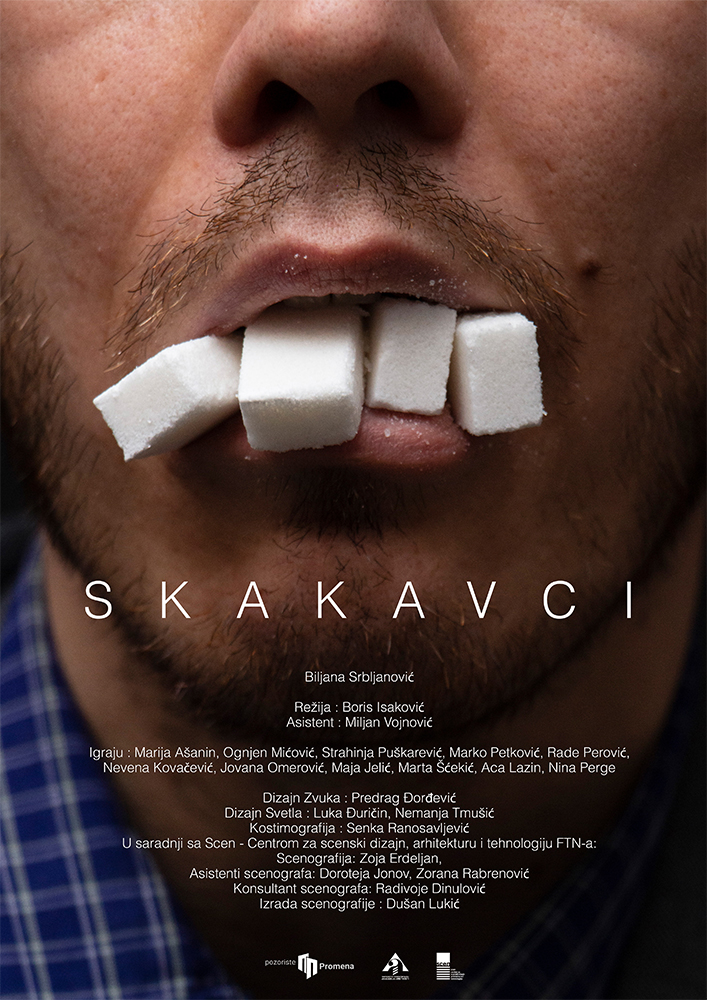 SKAKAVCI
Biljana Srbljanović
Režija : Boris Isaković
Asistent : Miljan Vojnović
Igraju : Marija Ašanin, Ognjen Mićović, Strahinja Puškarević, Marko Petković, Rade Perović,
Nevena Kovačević, Jovana Omerović, Maja Jelić, Marta Šćekić, Aca Lazin, Nina Perge
Dizajn Zvuka : Predrag Đorđević
Dizajn Svetla : Luka Đuričin, Nemanja Tmušić
Kostimografija : Senka Ranosavljević
U saradnji sa Scen - Centrom za scenski dizajn, arhitekturu i tehnologiju FTN-a:
Scenografija: Zoja Erdeljan,
Asistenti scenografa: Doroteja Jonov, Zorana Rabrenović
Konsultant scenografa: Radivoje Dinulović
Izrada scenografije : Dušan Lukić
pozoriste Promena
scen